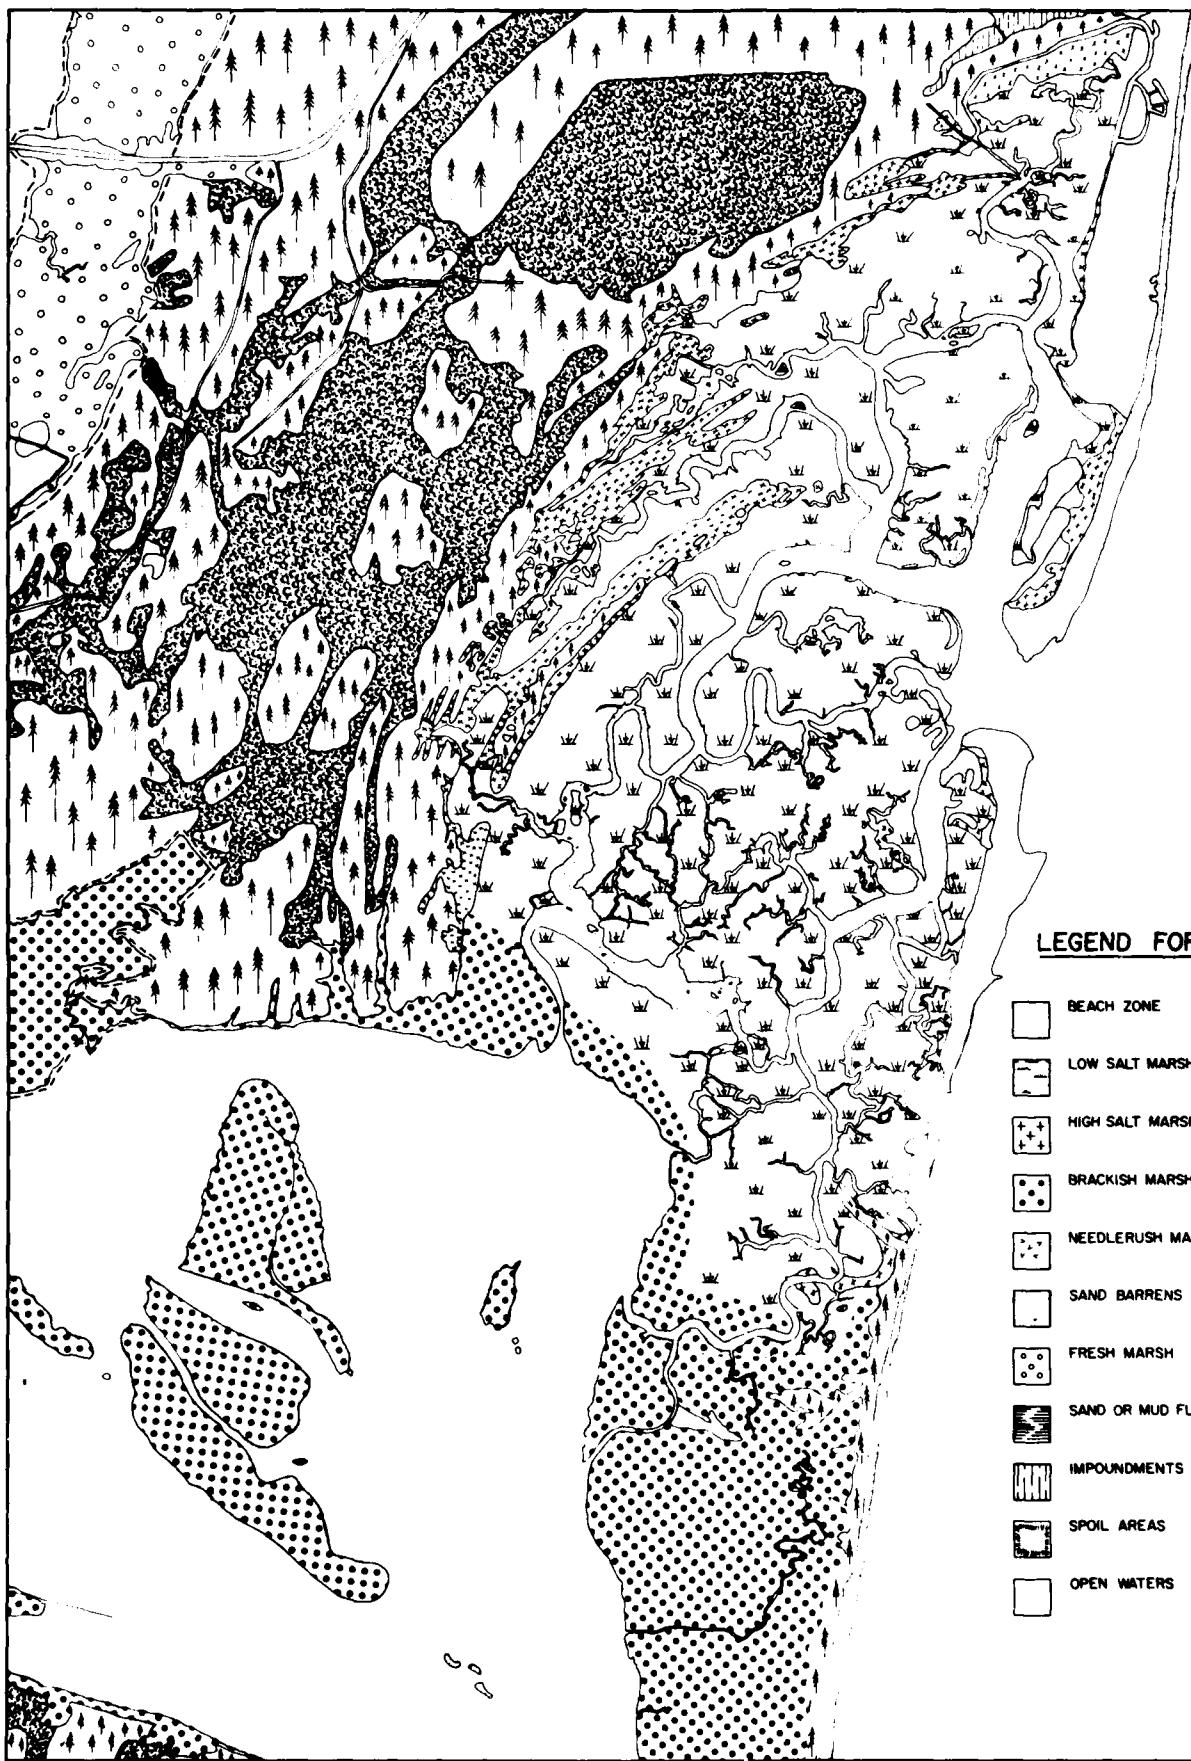 LEGEND FOR
BEACH ZONE
LOW SALT MARSH
HIGH SALT MARSH
BRACKISH MARSH
NEEDLERUSH MA
SAND BARRENS
FRESH MARSH
SAND OR MUD FL
IMPOUNDMENTS
SPOIL AREAS
OPEN WATERS